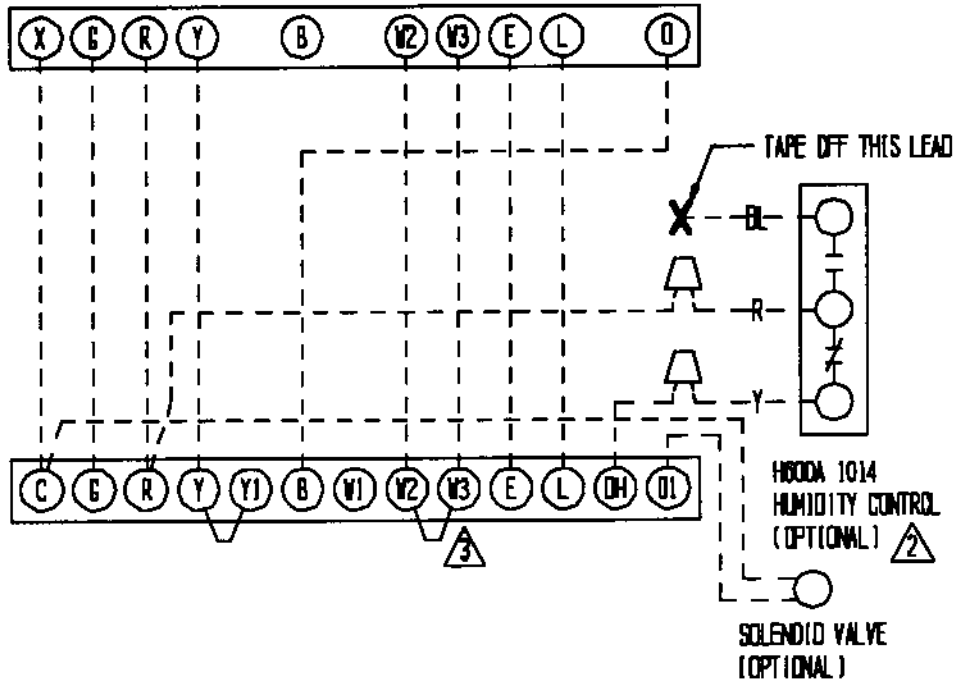 X G R Y B W2 W3 E L O
TAPE OFF THIS LEAD
BL
R
Y
C G R Y Y1 B W1 W2 W3 E L DH O1
3
H600A 1014
HUMIDITY CONTROL
(OPTIONAL) 2
SOLENOID VALVE
(OPTIONAL)